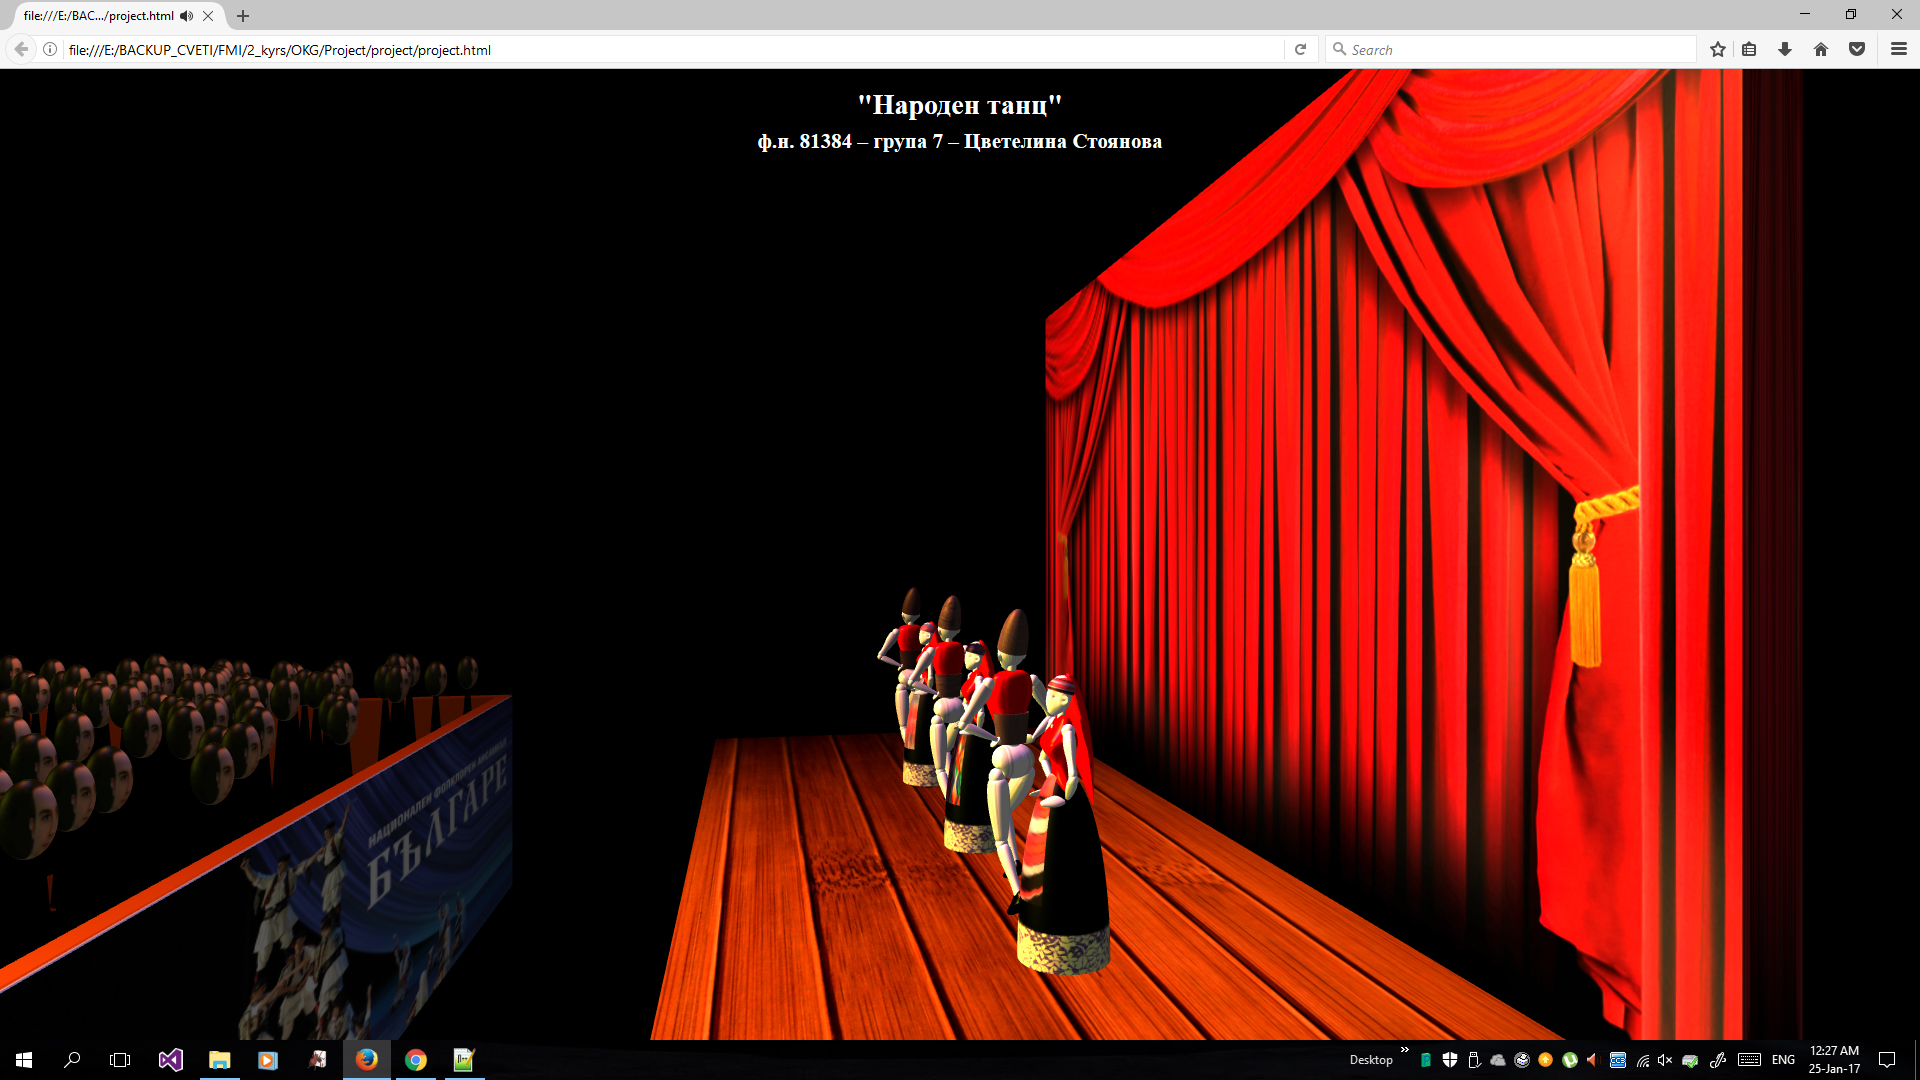 file:///E:/BAC.../project.html
file:///E:/BACKUP_CVETI/FMI/2_kyrs/OKG/Project/project/project.html
Search
"Народен танц"
ф.н. 81384 – група 7 – Цветелина Стоянова
НАЦИОНАЛЕН ФОЛКЛОРЕН АНСАМБЪЛ
БЪЛГАРЕ
Desktop
ENG
12:27 AM
25-Jan-17